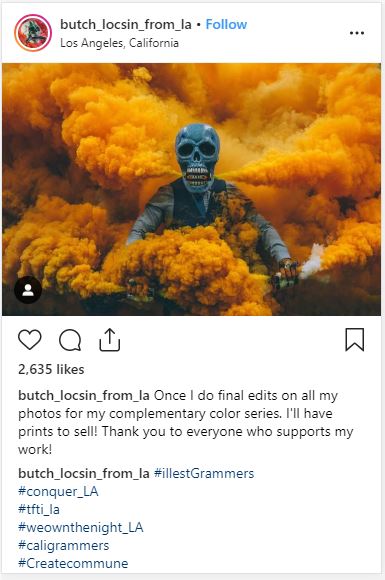 butch_locsin_from_la • Follow
Los Angeles, California
2,635 likes
butch_locsin_from_la Once I do final edits on all my
photos for my complementary color series. I'll have
prints to sell! Thank you to everyone who supports my
work!
butch_locsin_from_la #illestGrammers
#conquer_LA
#tfti_la
#weownthenight_LA
#caligrammers
#Createcommune